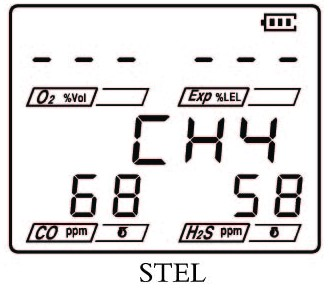 --- ---
O2 %Vol Exp %LEL
CH4
68 58
CO ppm H2S ppm
STEL